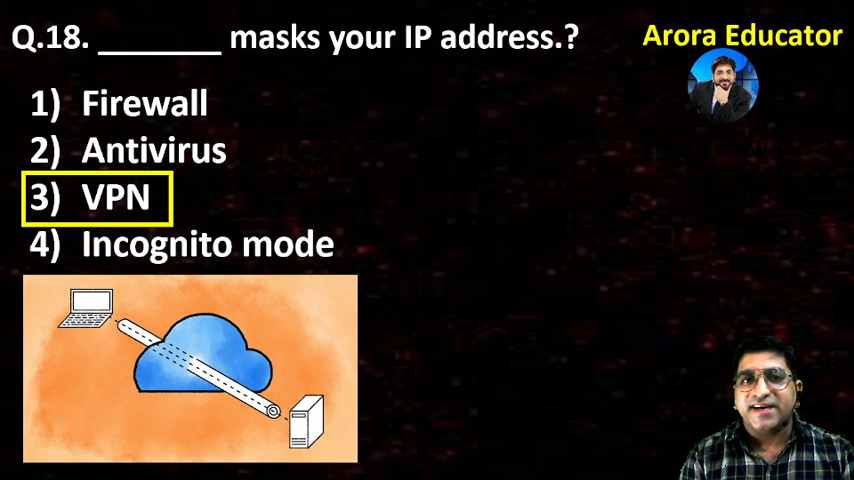 Q.18. _______ masks your IP address.?
Arora Educator
1) Firewall
2) Antivirus
3) VPN
4) Incognito mode